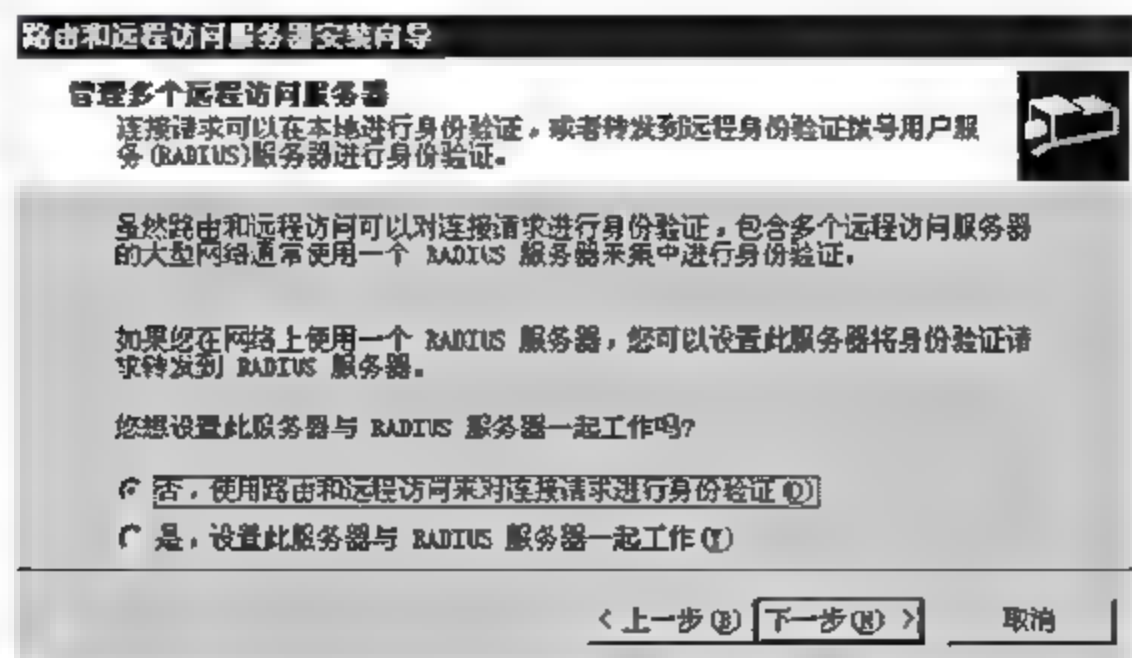 路由和远程访问服务器安装向导
管理多个远程访问服务器
连接请求可以在本地进行身份验证，或者转发到远程身份验证拨号用户服
务(RADIUS)服务器进行身份验证。
虽然路由和远程访问可以对连接请求进行身份验证，包含多个远程访问服务器
的大型网络通常使用一个 RADIUS 服务器来集中进行身份验证。
如果您在网络上使用一个 RADIUS 服务器，您可以设置此服务器将身份验证请
求转发到 RADIUS 服务器。
您想设置此服务器与 RADIUS 服务器一起工作吗?
否，使用路由和远程访问来对连接请求进行身份验证(O)
是，设置此服务器与 RADIUS 服务器一起工作(Y)
< 上一步(B) 下一步(N) > 取消